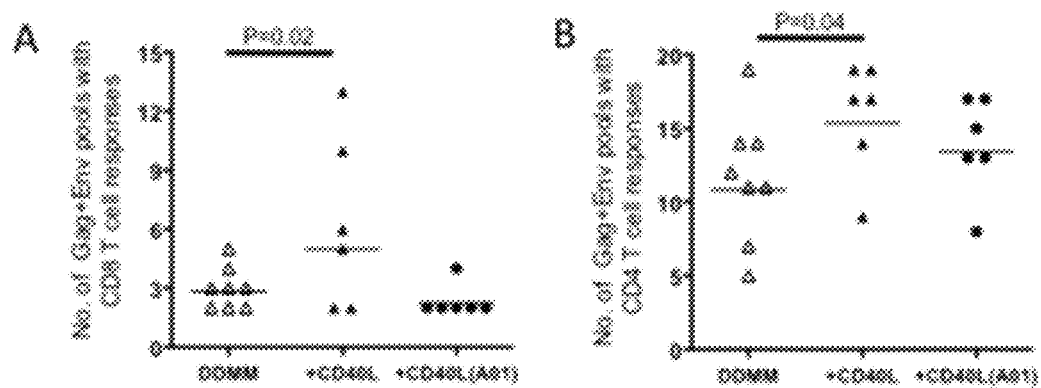 A
P=0.02
No. of Gag+Env pools with
CD8 T cell responses
15
12
9
6
3
0
DDMM
+CD40L
+CD40L(A01)
B
P=0.04
No. of Gag+Env pools with
CD4 T cell responses
20
15
10
5
0
DDMM
+CD40L
+CD40L(A01)